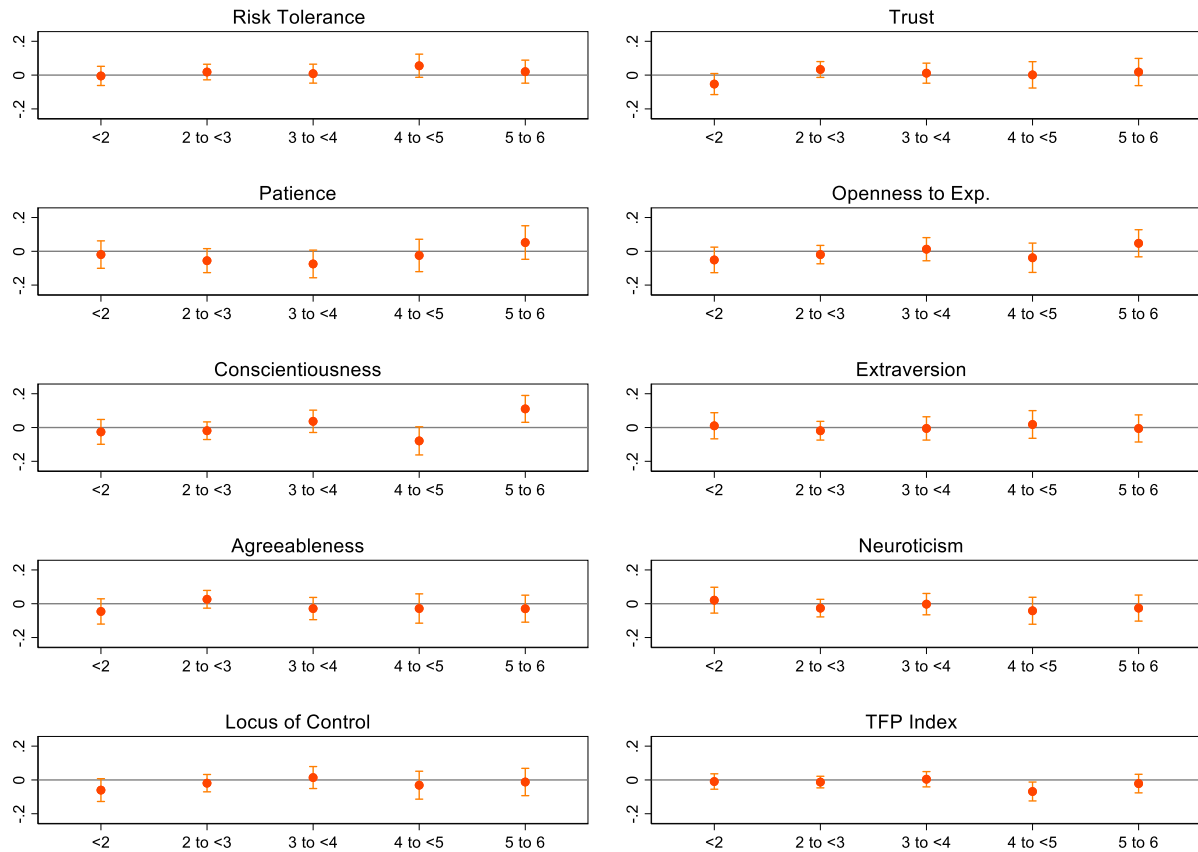 Risk Tolerance
.2
0
-.2
<2 2 to <3 3 to <4 4 to <5 5 to 6
Trust
.2
0
-.2
<2 2 to <3 3 to <4 4 to <5 5 to 6
Patience
.2
0
-.2
<2 2 to <3 3 to <4 4 to <5 5 to 6
Openness to Exp.
.2
0
-.2
<2 2 to <3 3 to <4 4 to <5 5 to 6
Conscientiousness
.2
0
-.2
<2 2 to <3 3 to <4 4 to <5 5 to 6
Extraversion
.2
0
-.2
<2 2 to <3 3 to <4 4 to <5 5 to 6
Agreeableness
.2
0
-.2
<2 2 to <3 3 to <4 4 to <5 5 to 6
Neuroticism
.2
0
-.2
<2 2 to <3 3 to <4 4 to <5 5 to 6
Locus of Control
.2
0
-.2
<2 2 to <3 3 to <4 4 to <5 5 to 6
TFP Index
.2
0
-.2
<2 2 to <3 3 to <4 4 to <5 5 to 6